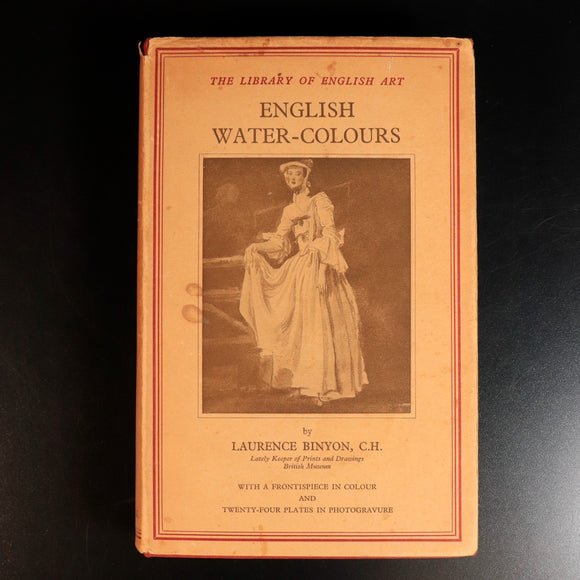 THE LIBRARY OF ENGLISH ART
ENGLISH
WATER-COLOURS
by
LAURENCE BINYON, C.H.
Lately Keeper of Prints and Drawings
British Museum
WITH A FRONTISPIECE IN COLOUR
AND
TWENTY-FOUR PLATES IN PHOTOGRAVURE